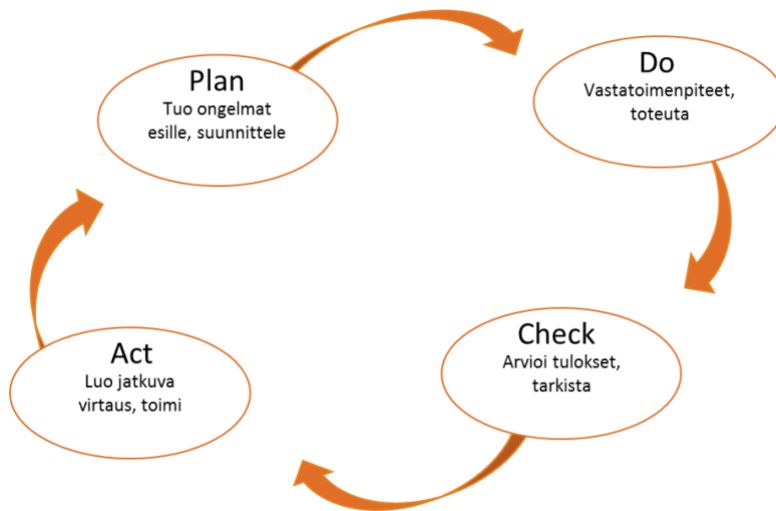 Plan
Tuo ongelmat
esille, suunnittele
Do
Vastatoimenpiteet,
toteuta
Check
Arvioi tulokset,
tarkista
Act
Luo jatkuva
virtaus, toimi